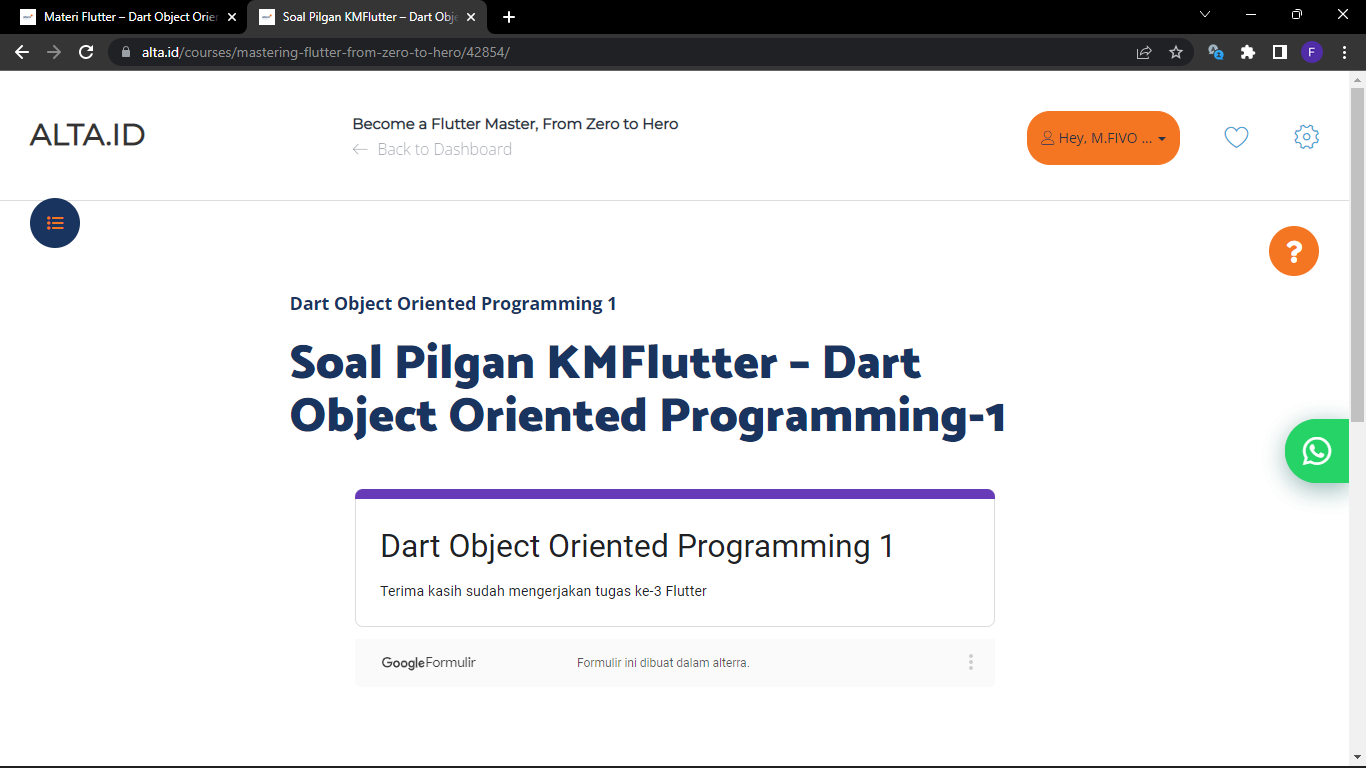 Materi Flutter – Dart Object Orien
Soal Pilgan KMFlutter – Dart Obje
alta.id/courses/mastering-flutter-from-zero-to-hero/42854/
F
ALTA.ID
Become a Flutter Master, From Zero to Hero
← Back to Dashboard
Hey, M.FIVO ...
?
Dart Object Oriented Programming 1
Soal Pilgan KMFlutter – Dart
Object Oriented Programming-1
Dart Object Oriented Programming 1
Terima kasih sudah mengerjakan tugas ke-3 Flutter
Google Formulir
Formulir ini dibuat dalam alterra.